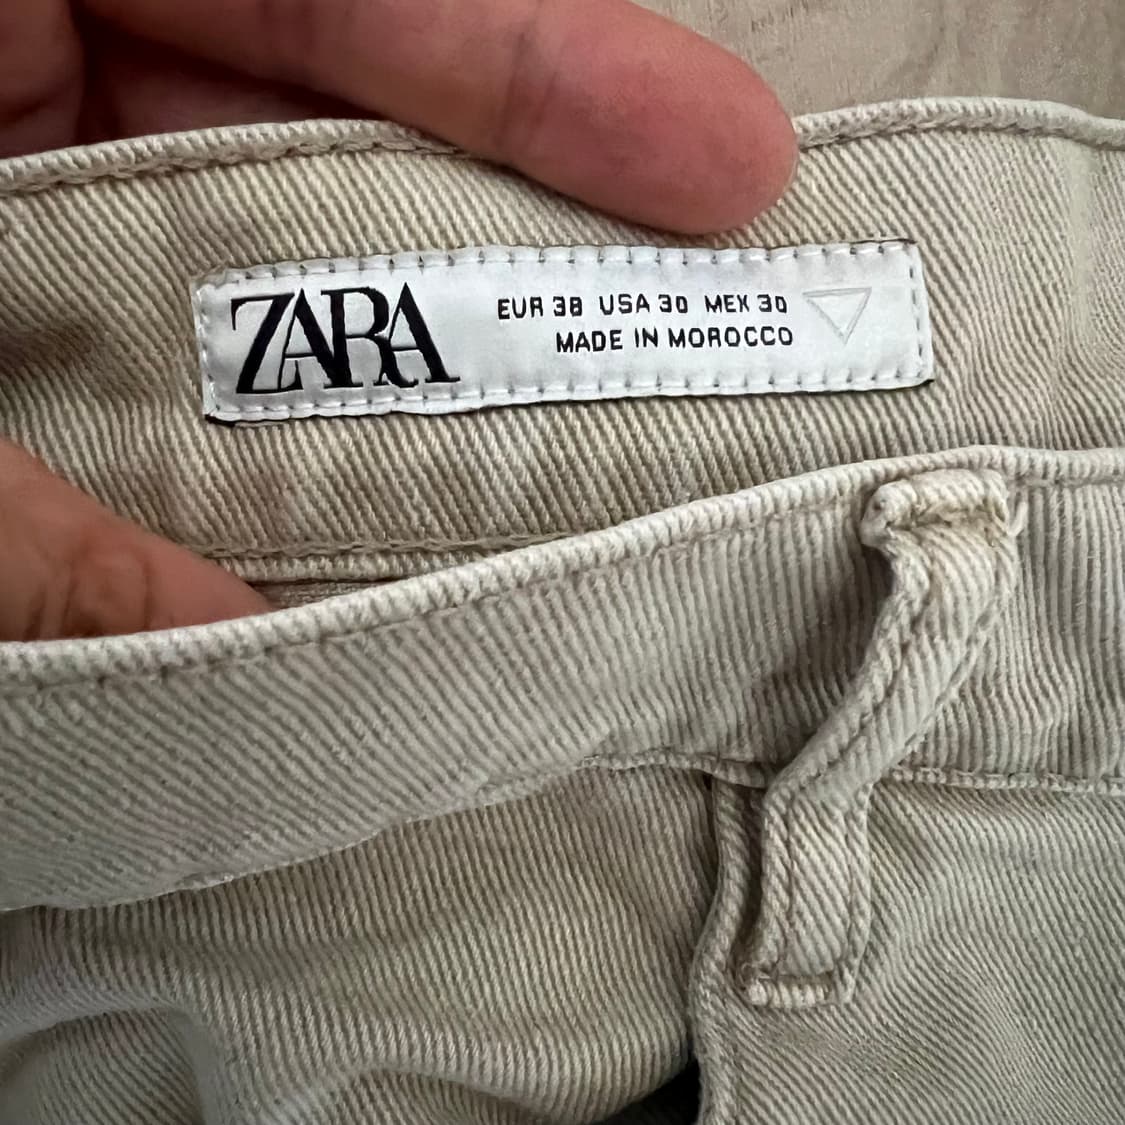 ZARA
EUR 38 USA 30 MEX 30
MADE IN MOROCCO